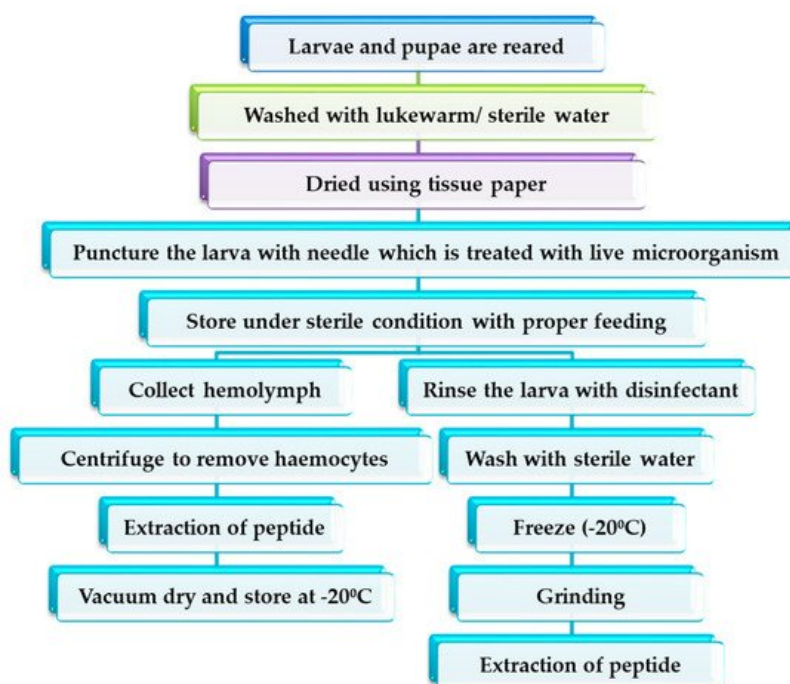 Larvae and pupae are reared
Washed with lukewarm/ sterile water
Dried using tissue paper
Puncture the larva with needle which is treated with live microorganism
Store under sterile condition with proper feeding
Collect hemolymph
Centrifuge to remove haemocytes
Extraction of peptide
Vacuum dry and store at -20⁰C
Rinse the larva with disinfectant
Wash with sterile water
Freeze (-20⁰C)
Grinding
Extraction of peptide